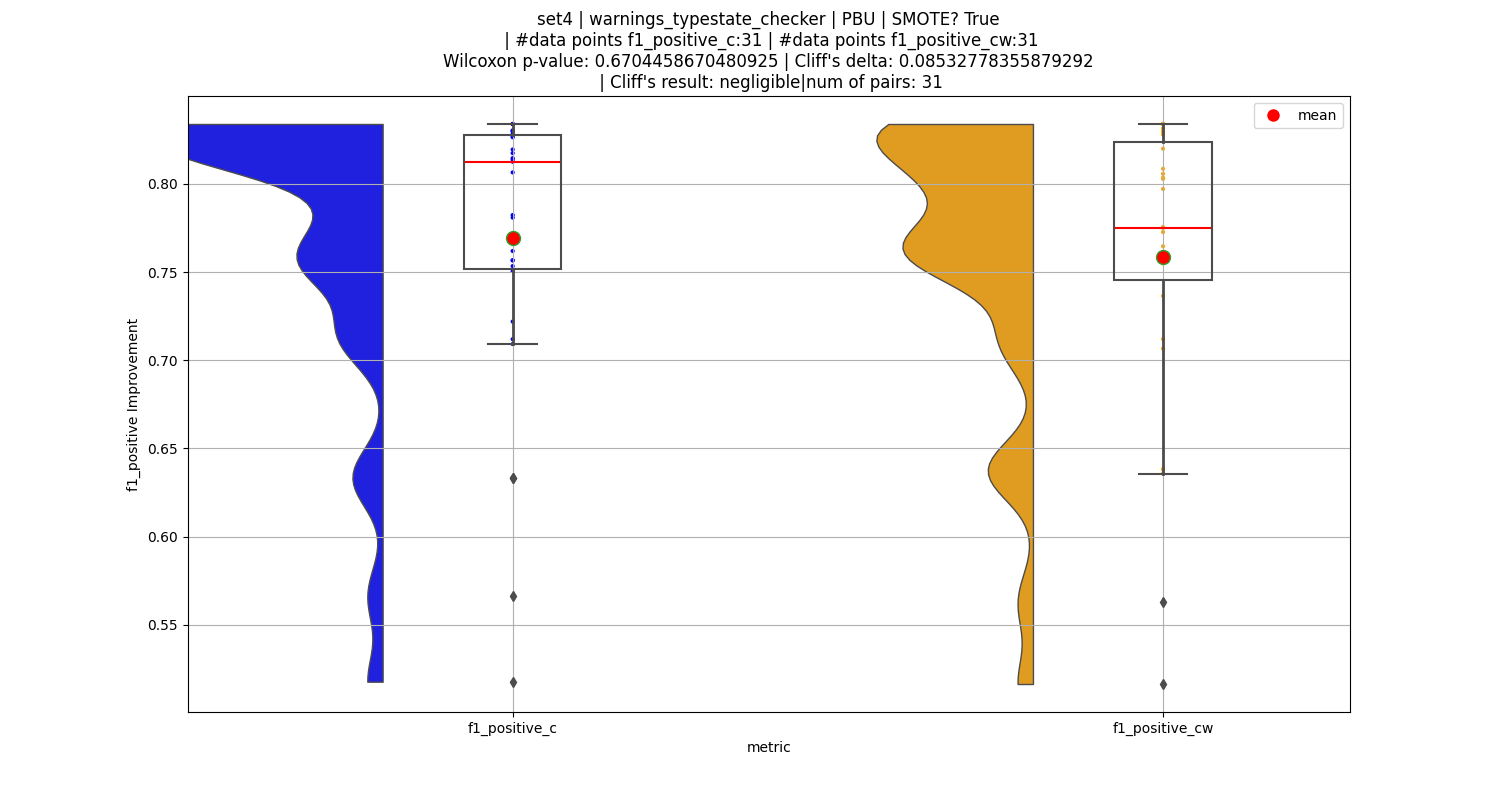 set4 | warnings_typestate_checker | PBU | SMOTE? True
| #data points f1_positive_c:31 | #data points f1_positive_cw:31
Wilcoxon p-value: 0.6704458670480925 | Cliff's delta: 0.08532778355879292
| Cliff's result: negligible|num of pairs: 31
mean
0.80
0.75
0.70
0.65
0.60
0.55
f1_positive Improvement
f1_positive_c
f1_positive_cw
metric